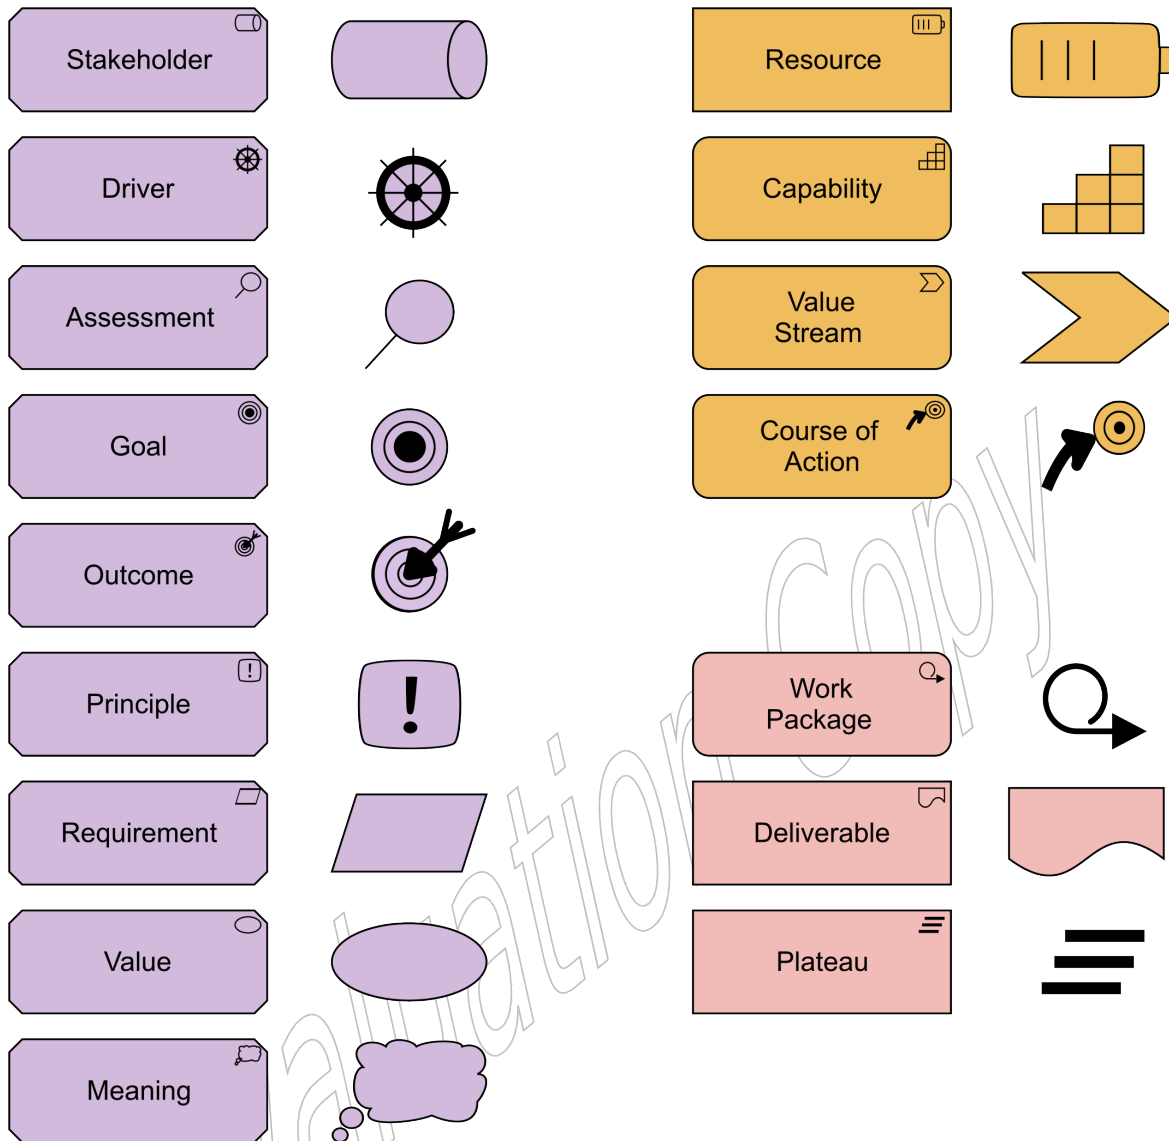 Stakeholder
Driver
Assessment
Goal
Outcome
Principle
!
Requirement
Value
Meaning
Resource
Capability
Value
Stream
Course of
Action
Work
Package
Deliverable
Plateau
aluation Copy